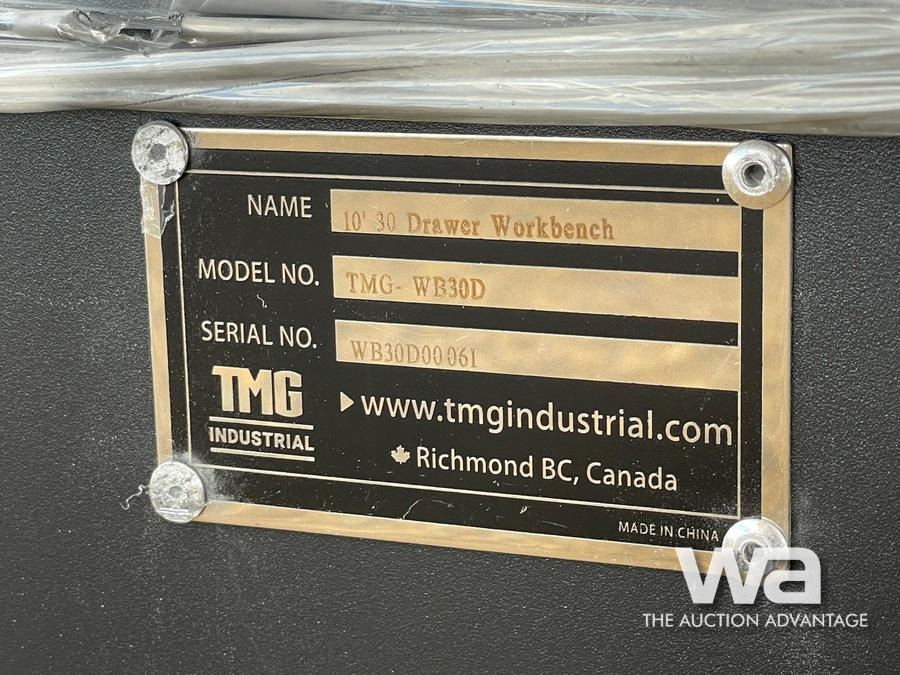 NAME 10' 30 Drawer Workbench
MODEL NO. TMG- WB30D
SERIAL NO. WB30D00061
TMG
INDUSTRIAL
www.tmgindustrial.com
Richmond BC, Canada
MADE IN CHINA
wa
THE AUCTION ADVANTAGE